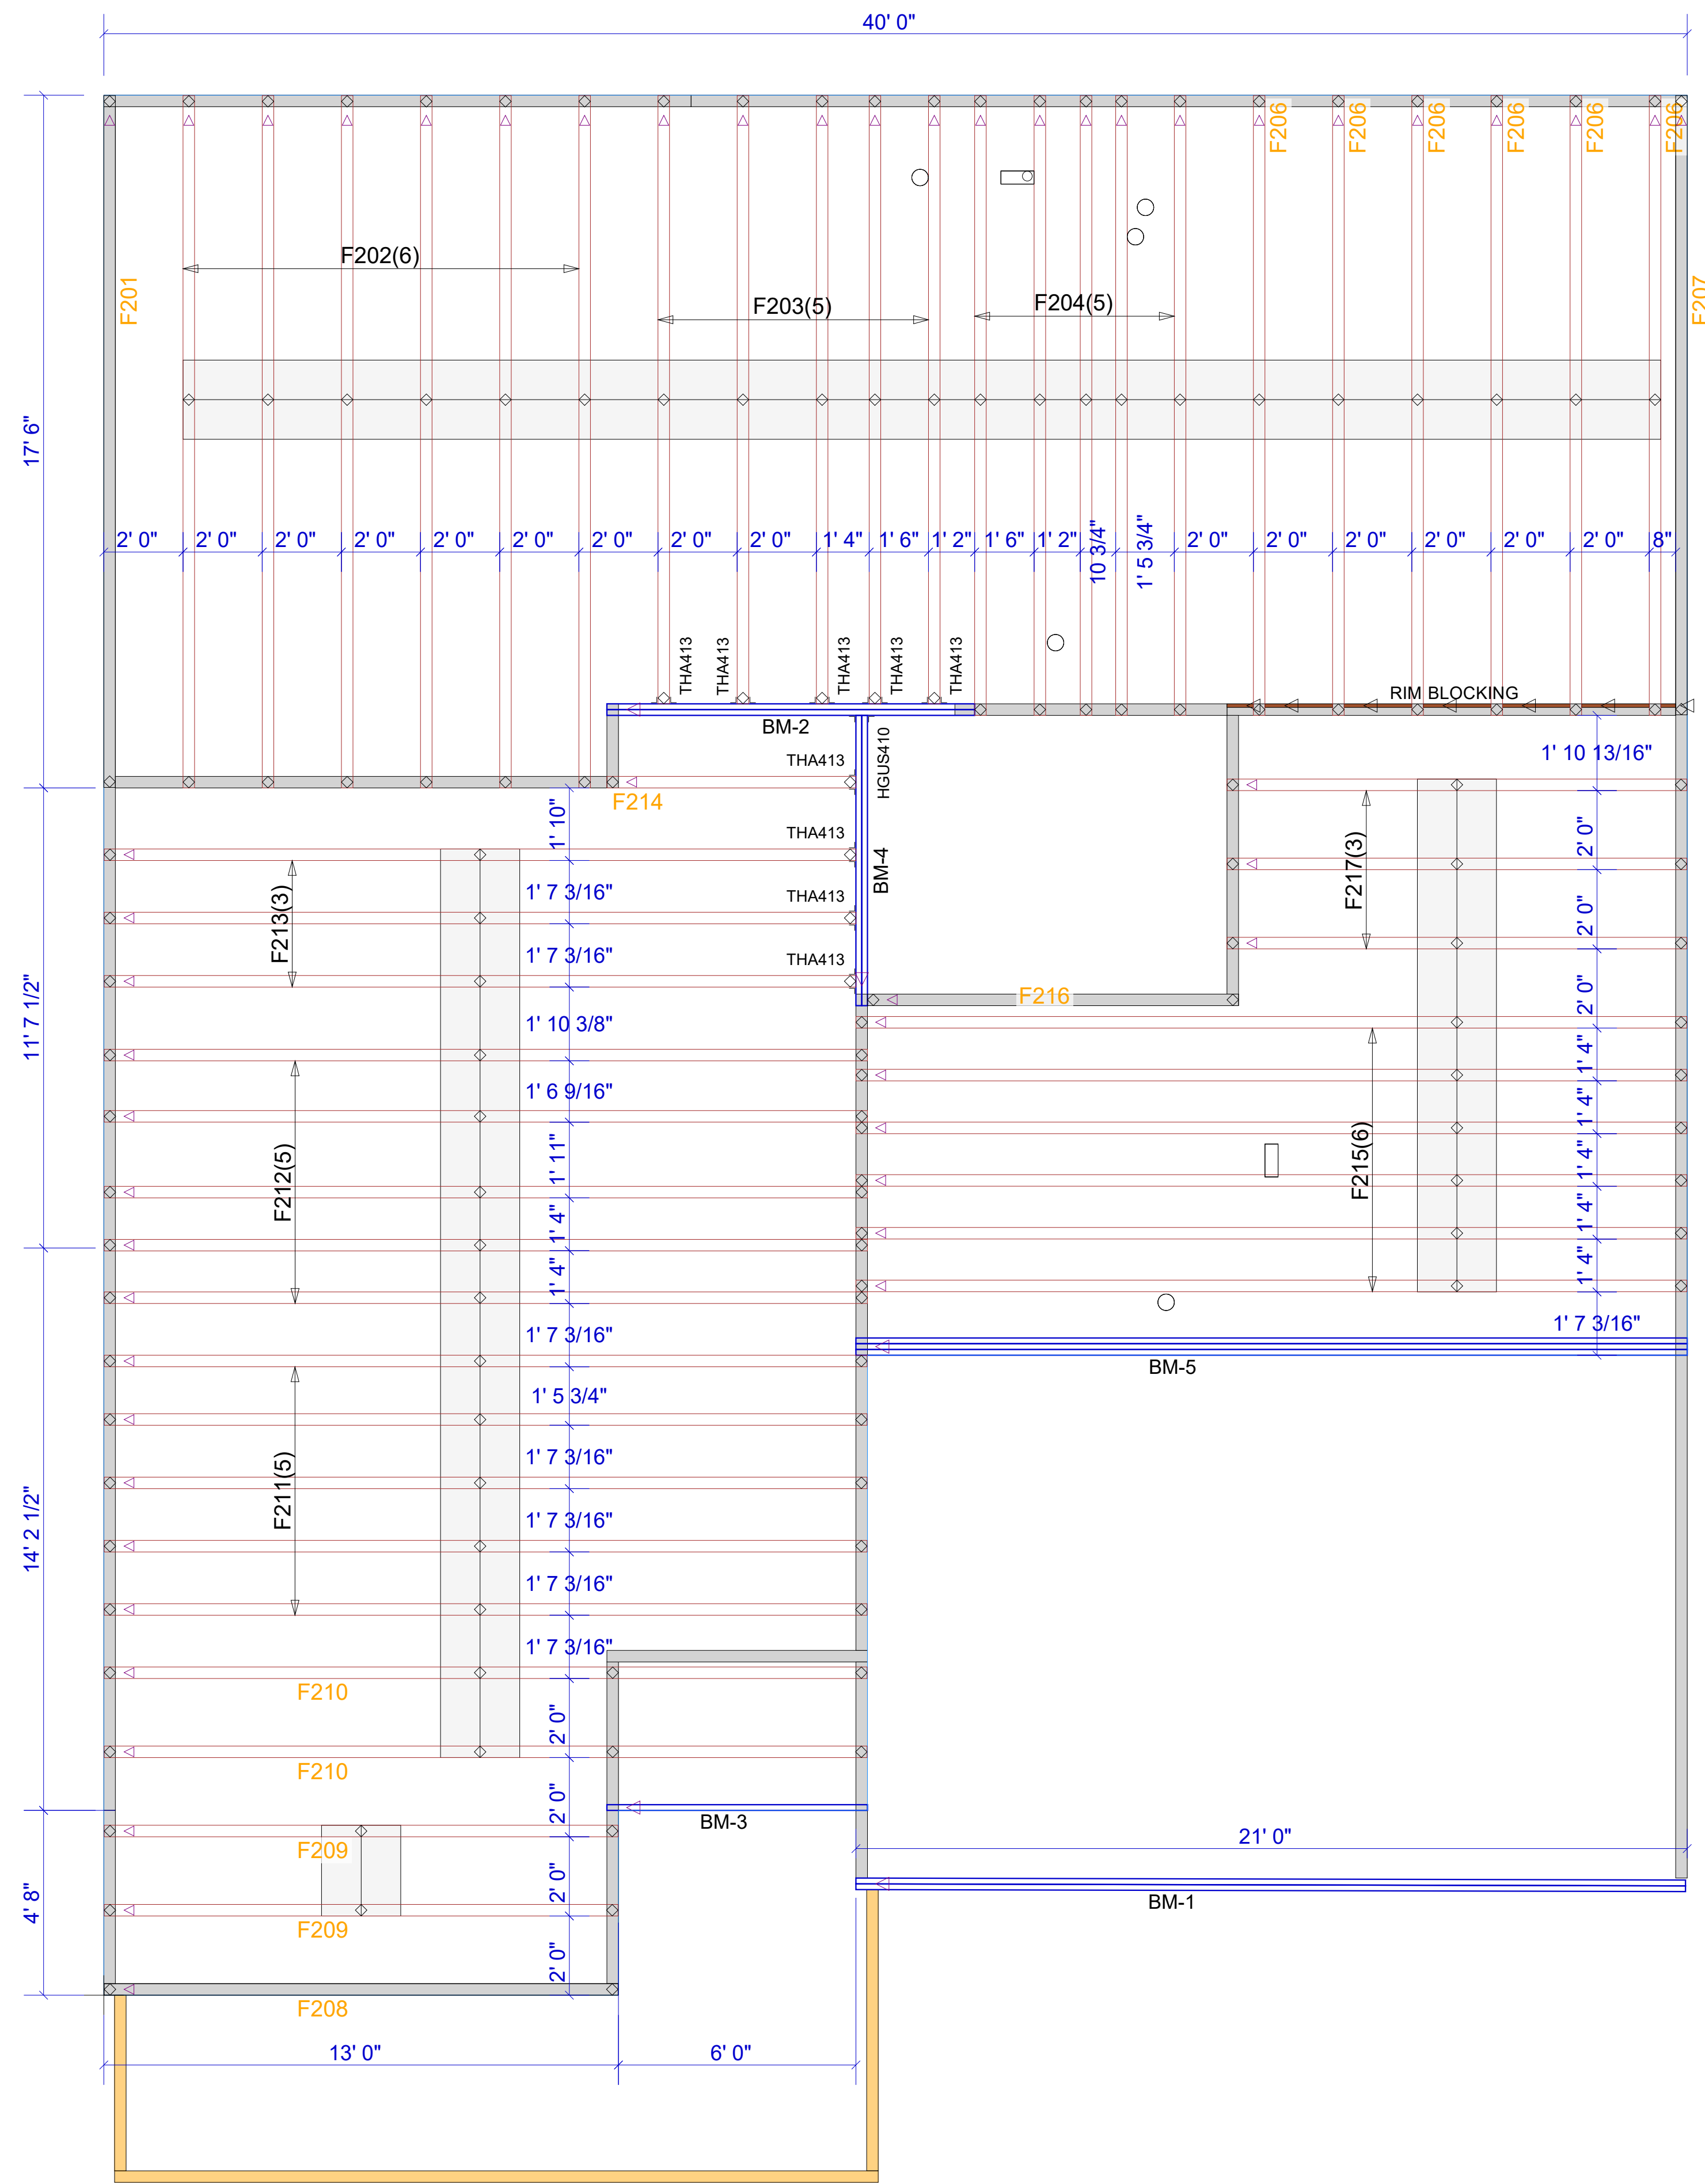 40' 0"
F206
F206
F206
F206
F206
F206
F202(6)
F203(5)
F204(5)
F201
F207
17' 6"
2' 0"
2' 0"
2' 0"
2' 0"
2' 0"
2' 0"
2' 0"
2' 0"
2' 0"
1' 4"
1' 6"
1' 2"
1' 6"
1' 2"
10 3/4"
1' 5 3/4"
2' 0"
2' 0"
2' 0"
2' 0"
2' 0"
2' 0"
8"
THA413
THA413
THA413
THA413
THA413
RIM BLOCKING
BM-2
HGUS410
THA413
F214
1' 10 13/16"
1' 10"
THA413
2' 0"
BM-4
F217(3)
1' 7 3/16"
THA413
F213(3)
2' 0"
1' 7 3/16"
THA413
F216
2' 0"
11' 7 1/2"
1' 10 3/8"
1' 4"
1' 6 9/16"
1' 4"
F212(5)
1' 11"
F215(6)
1' 4"
1' 4"
1' 4"
1' 4"
1' 4"
1' 7 3/16"
1' 7 3/16"
BM-5
1' 5 3/4"
1' 7 3/16"
F211(5)
14' 2 1/2"
1' 7 3/16"
1' 7 3/16"
1' 7 3/16"
F210
2' 0"
F210
2' 0"
BM-3
21' 0"
F209
2' 0"
4' 8"
BM-1
F209
2' 0"
F208
13' 0"
6' 0"